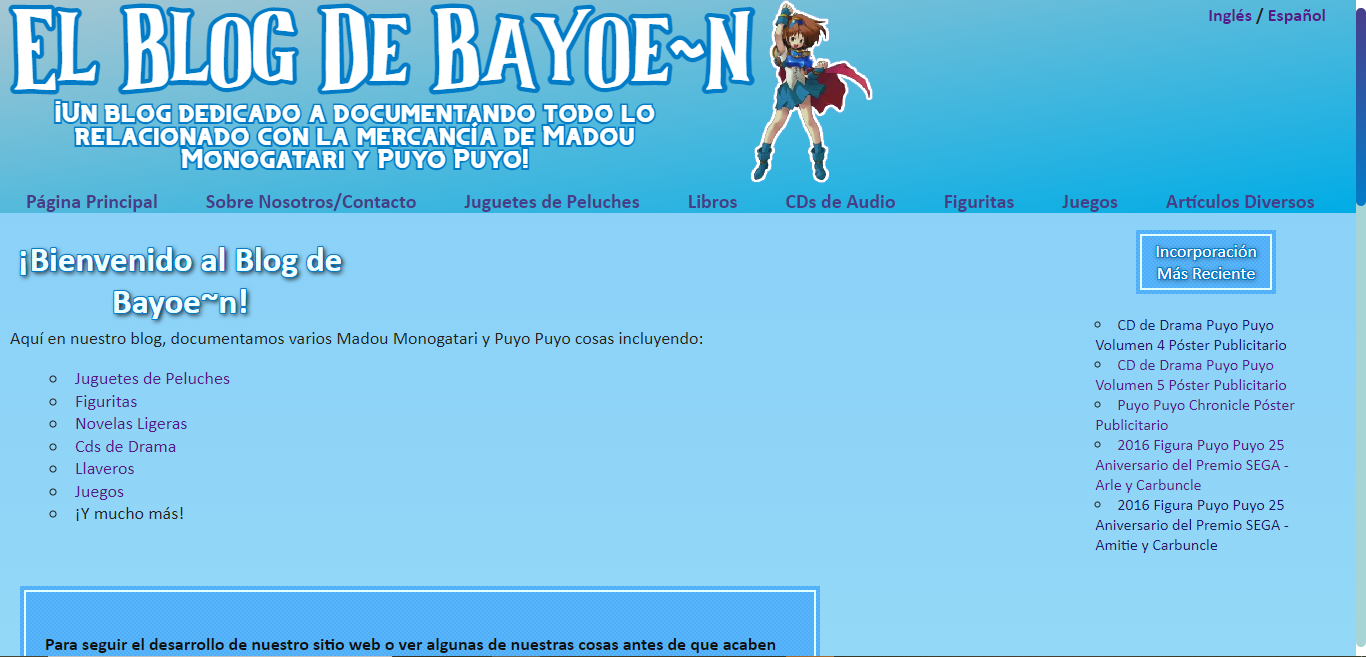 El Blog De Bayoe~n
¡Un blog dedicado a documentando todo lo
relacionado con la mercancía de Madou
Monogatari y Puyo Puyo!
Inglés / Español
Página Principal Sobre Nosotros/Contacto Juguetes de Peluches Libros CDs de Audio Figuritas Juegos Artículos Diversos
¡Bienvenido al Blog de
Bayoe~n!
Aquí en nuestro blog, documentamos varios Madou Monogatari y Puyo Puyo cosas incluyendo:
Juguetes de Peluches
Figuritas
Novelas Ligeras
Cds de Drama
Llaveros
Juegos
¡Y mucho más!
Para seguir el desarrollo de nuestro sitio web o ver algunas de nuestras cosas antes de que acaben
Incorporación
Más Reciente
CD de Drama Puyo Puyo
Volumen 4 Póster Publicitario
CD de Drama Puyo Puyo
Volumen 5 Póster Publicitario
Puyo Puyo Chronicle Póster
Publicitario
2016 Figura Puyo Puyo 25
Aniversario del Premio SEGA -
Arle y Carbuncle
2016 Figura Puyo Puyo 25
Aniversario del Premio SEGA -
Amitie y Carbuncle